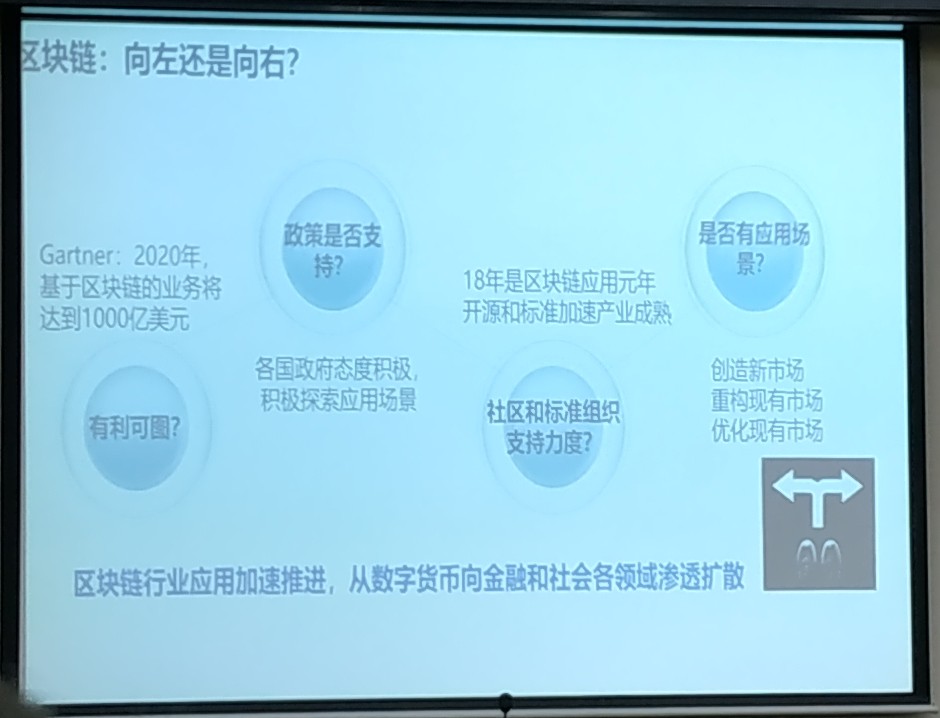 区块链：向左还是向右？
Gartner：2020年，
基于区块链的业务将
达到1000亿美元
有利可图？
政策是否支
持？
各国政府态度积极，
积极探索应用场景
18年是区块链应用元年
开源和标准加速产业成熟
社区和标准组织
支持力度？
是否有应用场
景？
创造新市场
重构现有市场
优化现有市场
区块链行业应用加速推进，从数字货币向金融和社会各领域渗透扩散